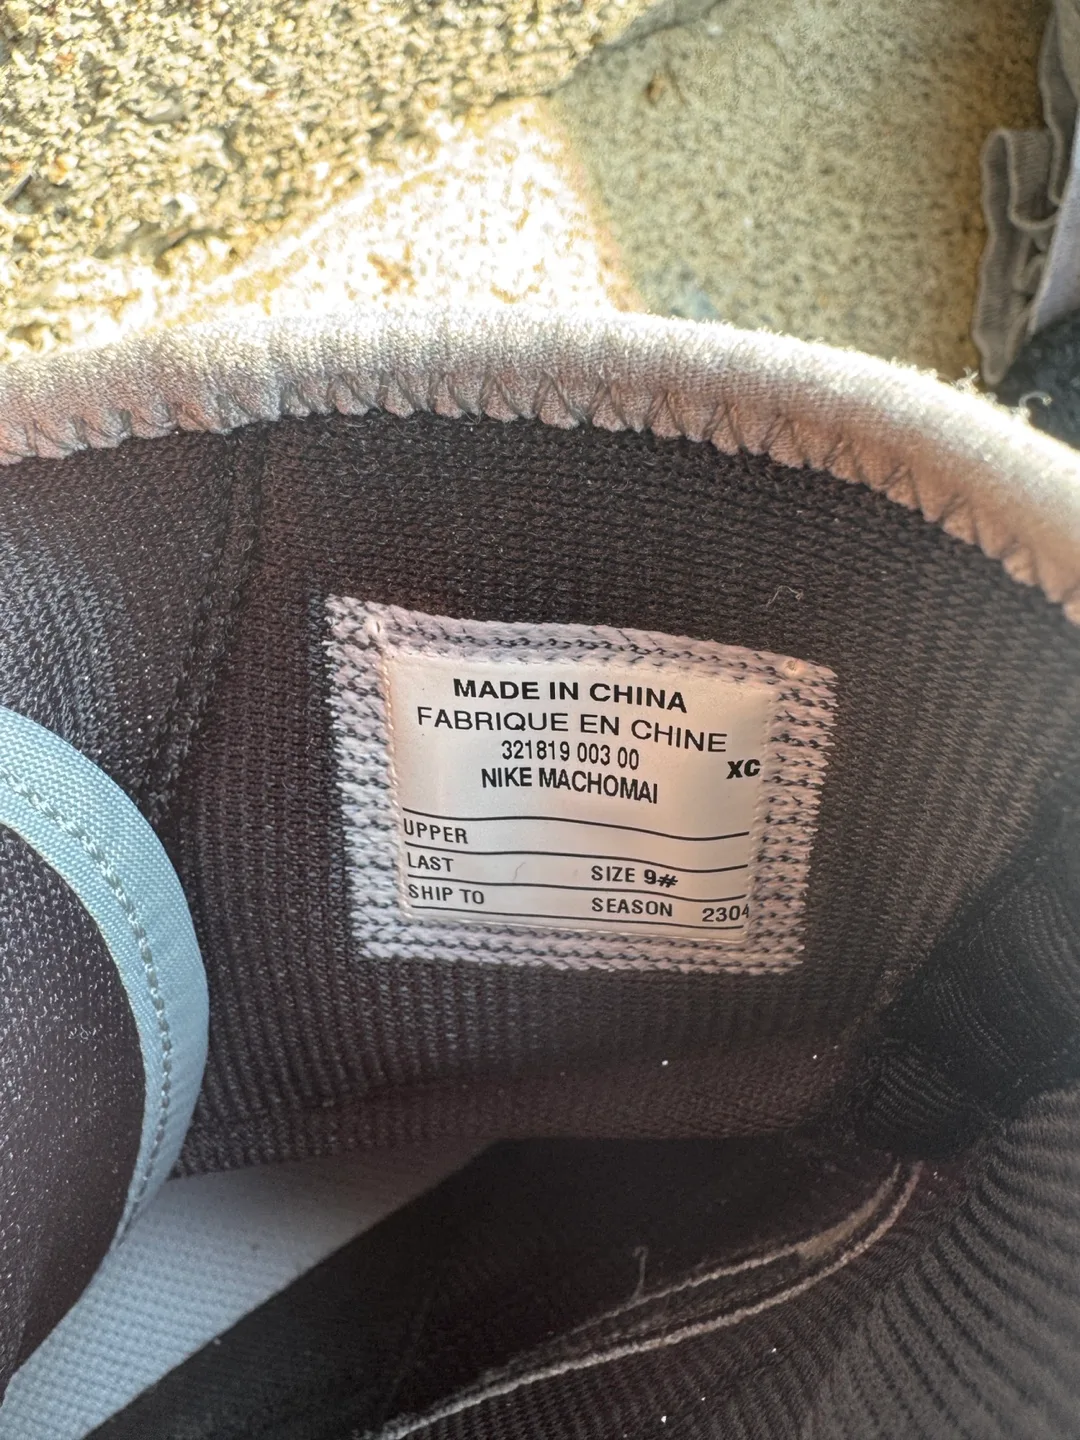 MADE IN CHINA
FABRIQUE EN CHINE
321819 003 00
XC
NIKE MACHOMAI
UPPER
LAST SIZE 9#
SHIP TO SEASON 2304